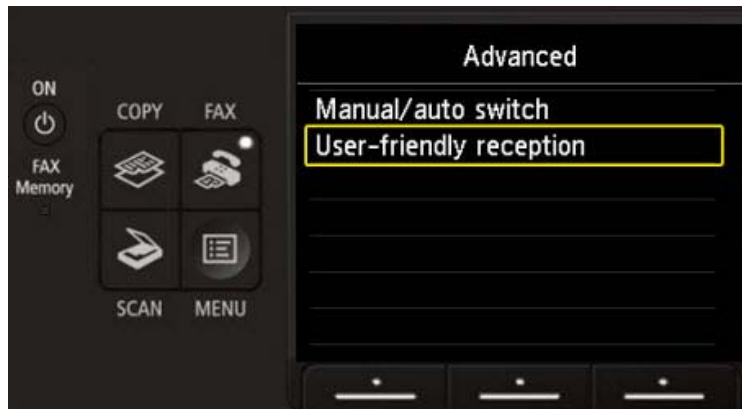 Advanced
ON
COPY
FAX
Manual/auto switch
User-friendly reception
FAX
Memory
SCAN
MENU